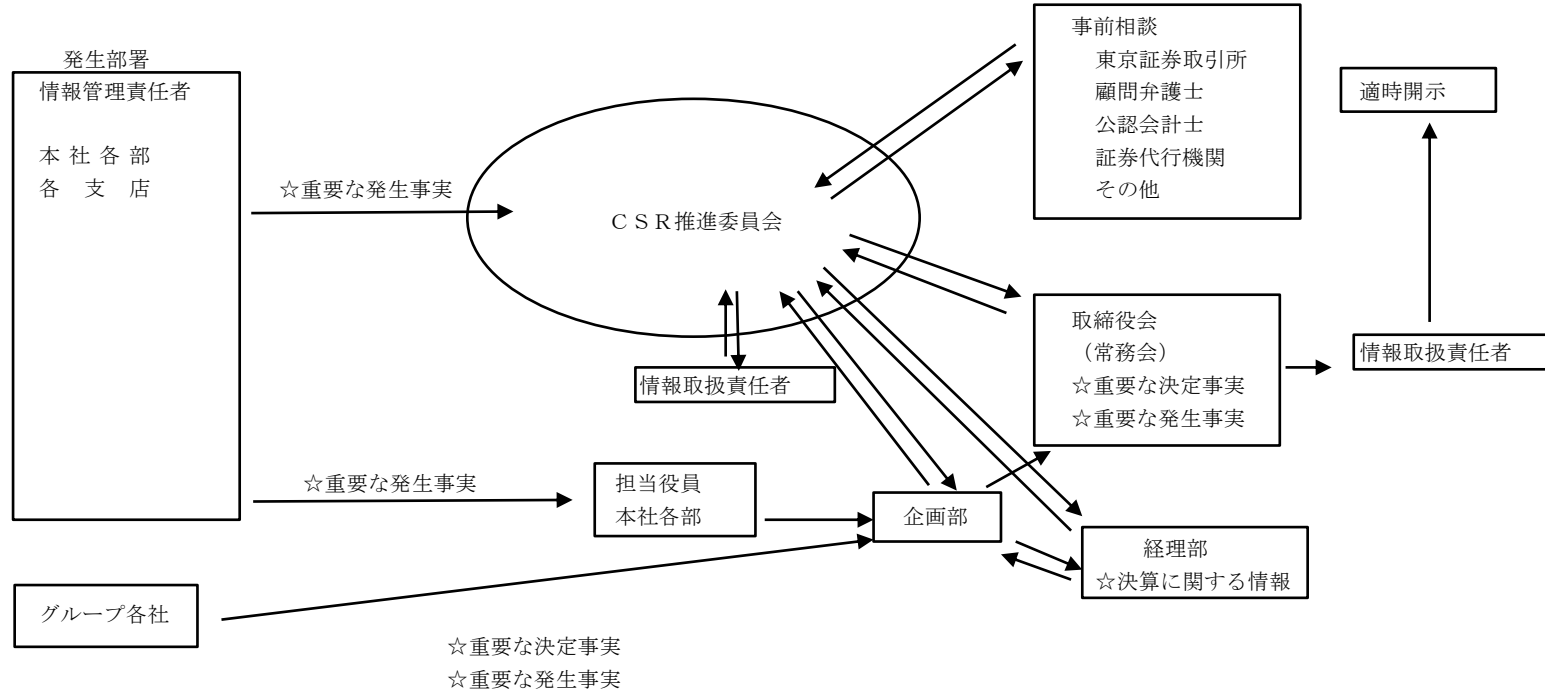 発生部署
情報管理責任者
本 社 各 部
各　支　店
☆重要な発生事実
ＣＳＲ推進委員会
事前相談
東京証券取引所
顧問弁護士
公認会計士
証券代行機関
その他
適時開示
情報取扱責任者
取締役会
（常務会）
☆重要な決定事実
☆重要な発生事実
情報取扱責任者
☆重要な発生事実
担当役員
本社各部
企画部
経理部
☆決算に関する情報
グループ各社
☆重要な決定事実
☆重要な発生事実